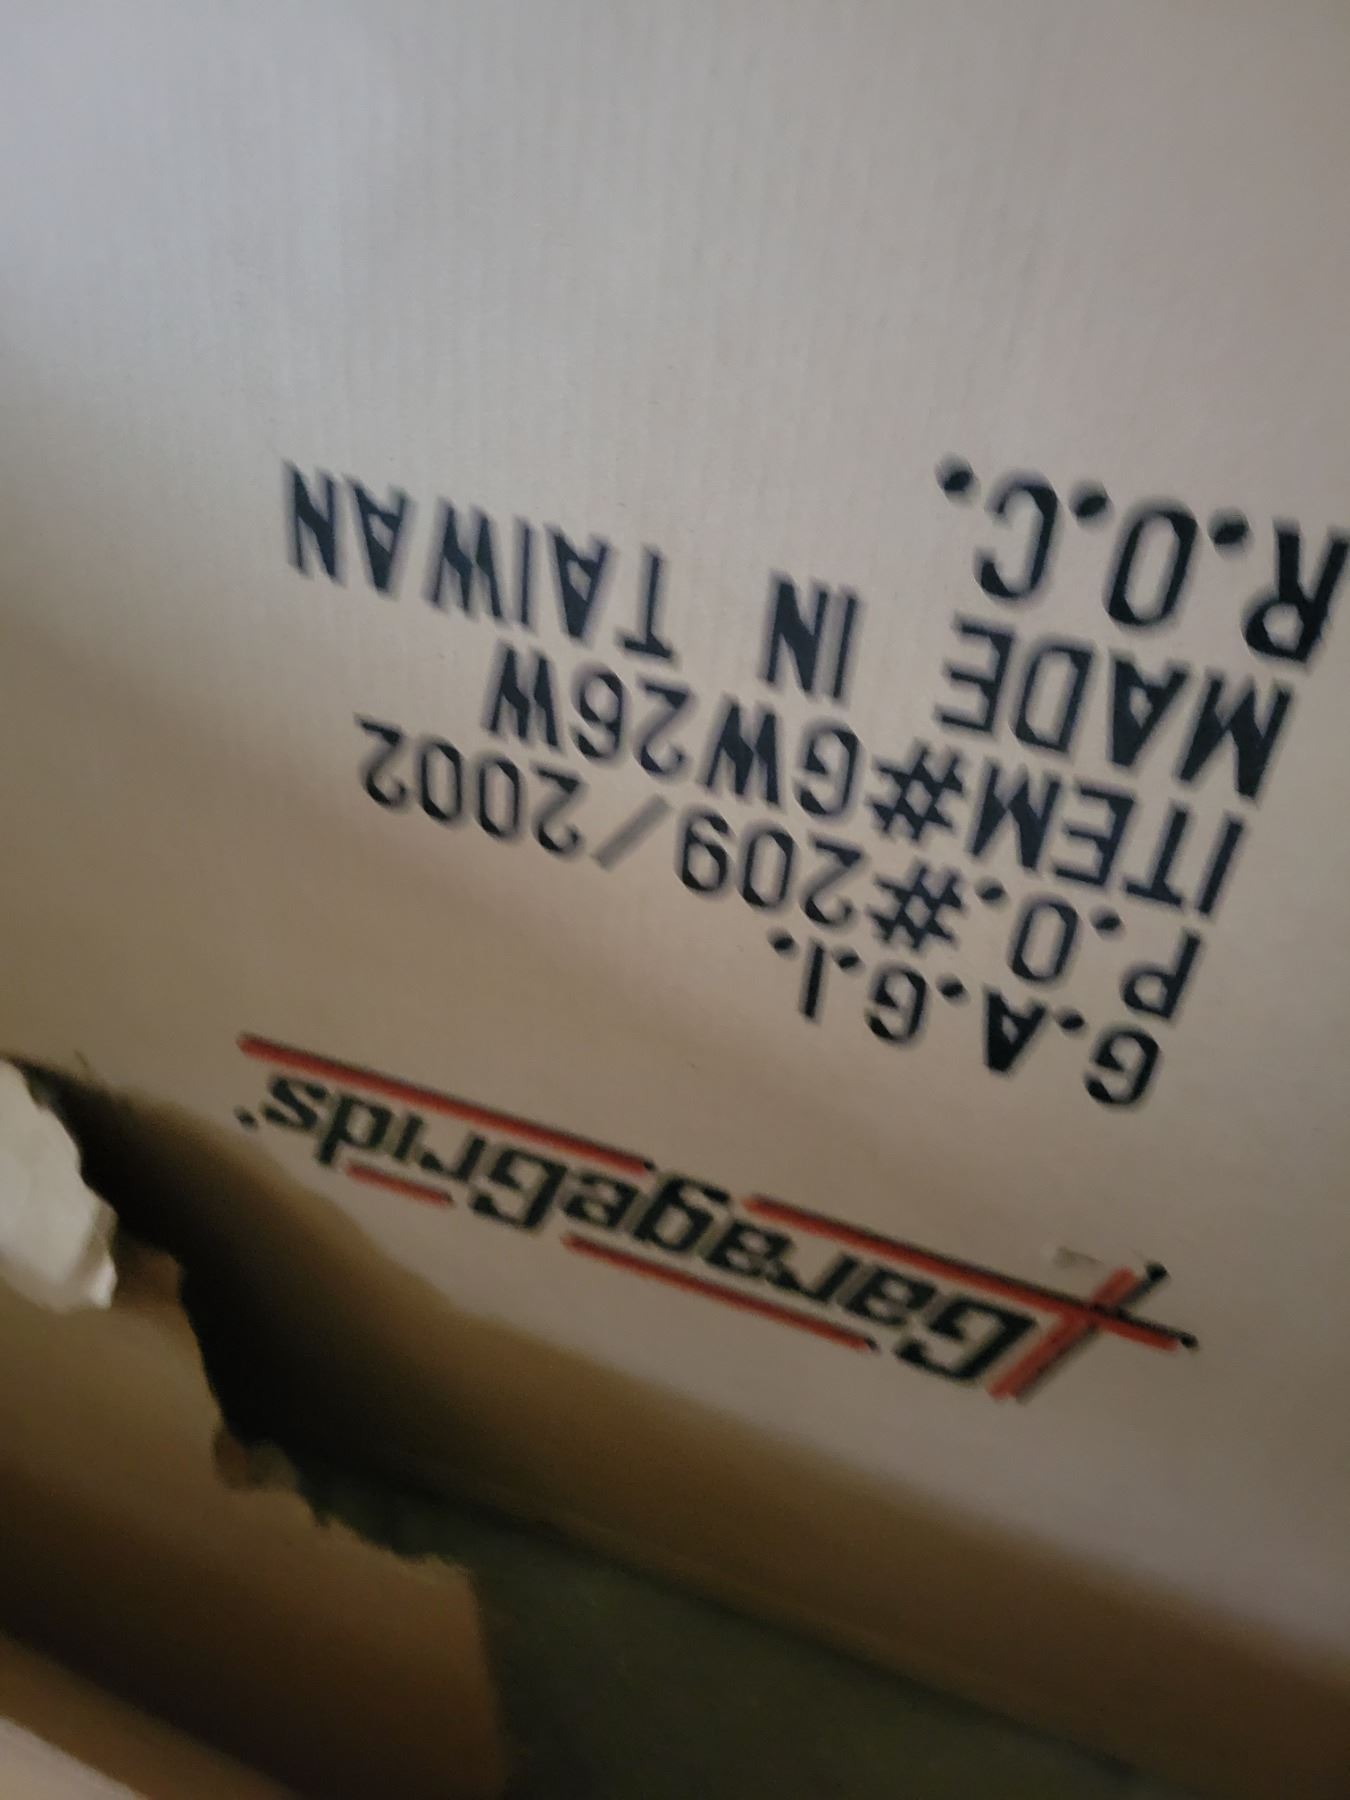 GarageGrids
G.A.G.I.
P.O.#209/2002
ITEM#GW26W
MADE IN TAIWAN
R.O.C.